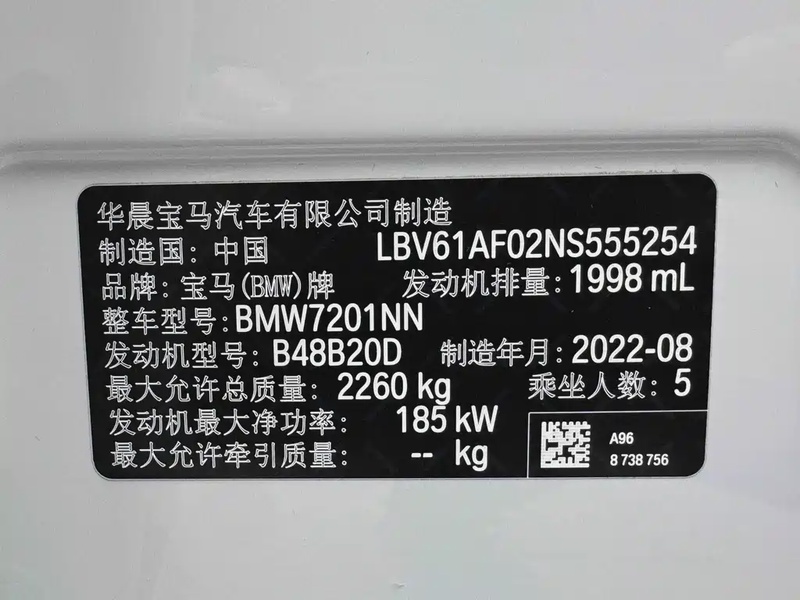 华晨宝马汽车有限公司制造
制造国: 中国 LBV61AF02NS555254
品牌: 宝马(BMW)牌 发动机排量: 1998 mL
整车型号: BMW7201NN
发动机型号: B48B20D 制造年月: 2022-08
最大允许总质量: 2260 kg 乘坐人数: 5
发动机最大净功率: 185 kW
最大允许牵引质量: -- kg
A96
8 738 756